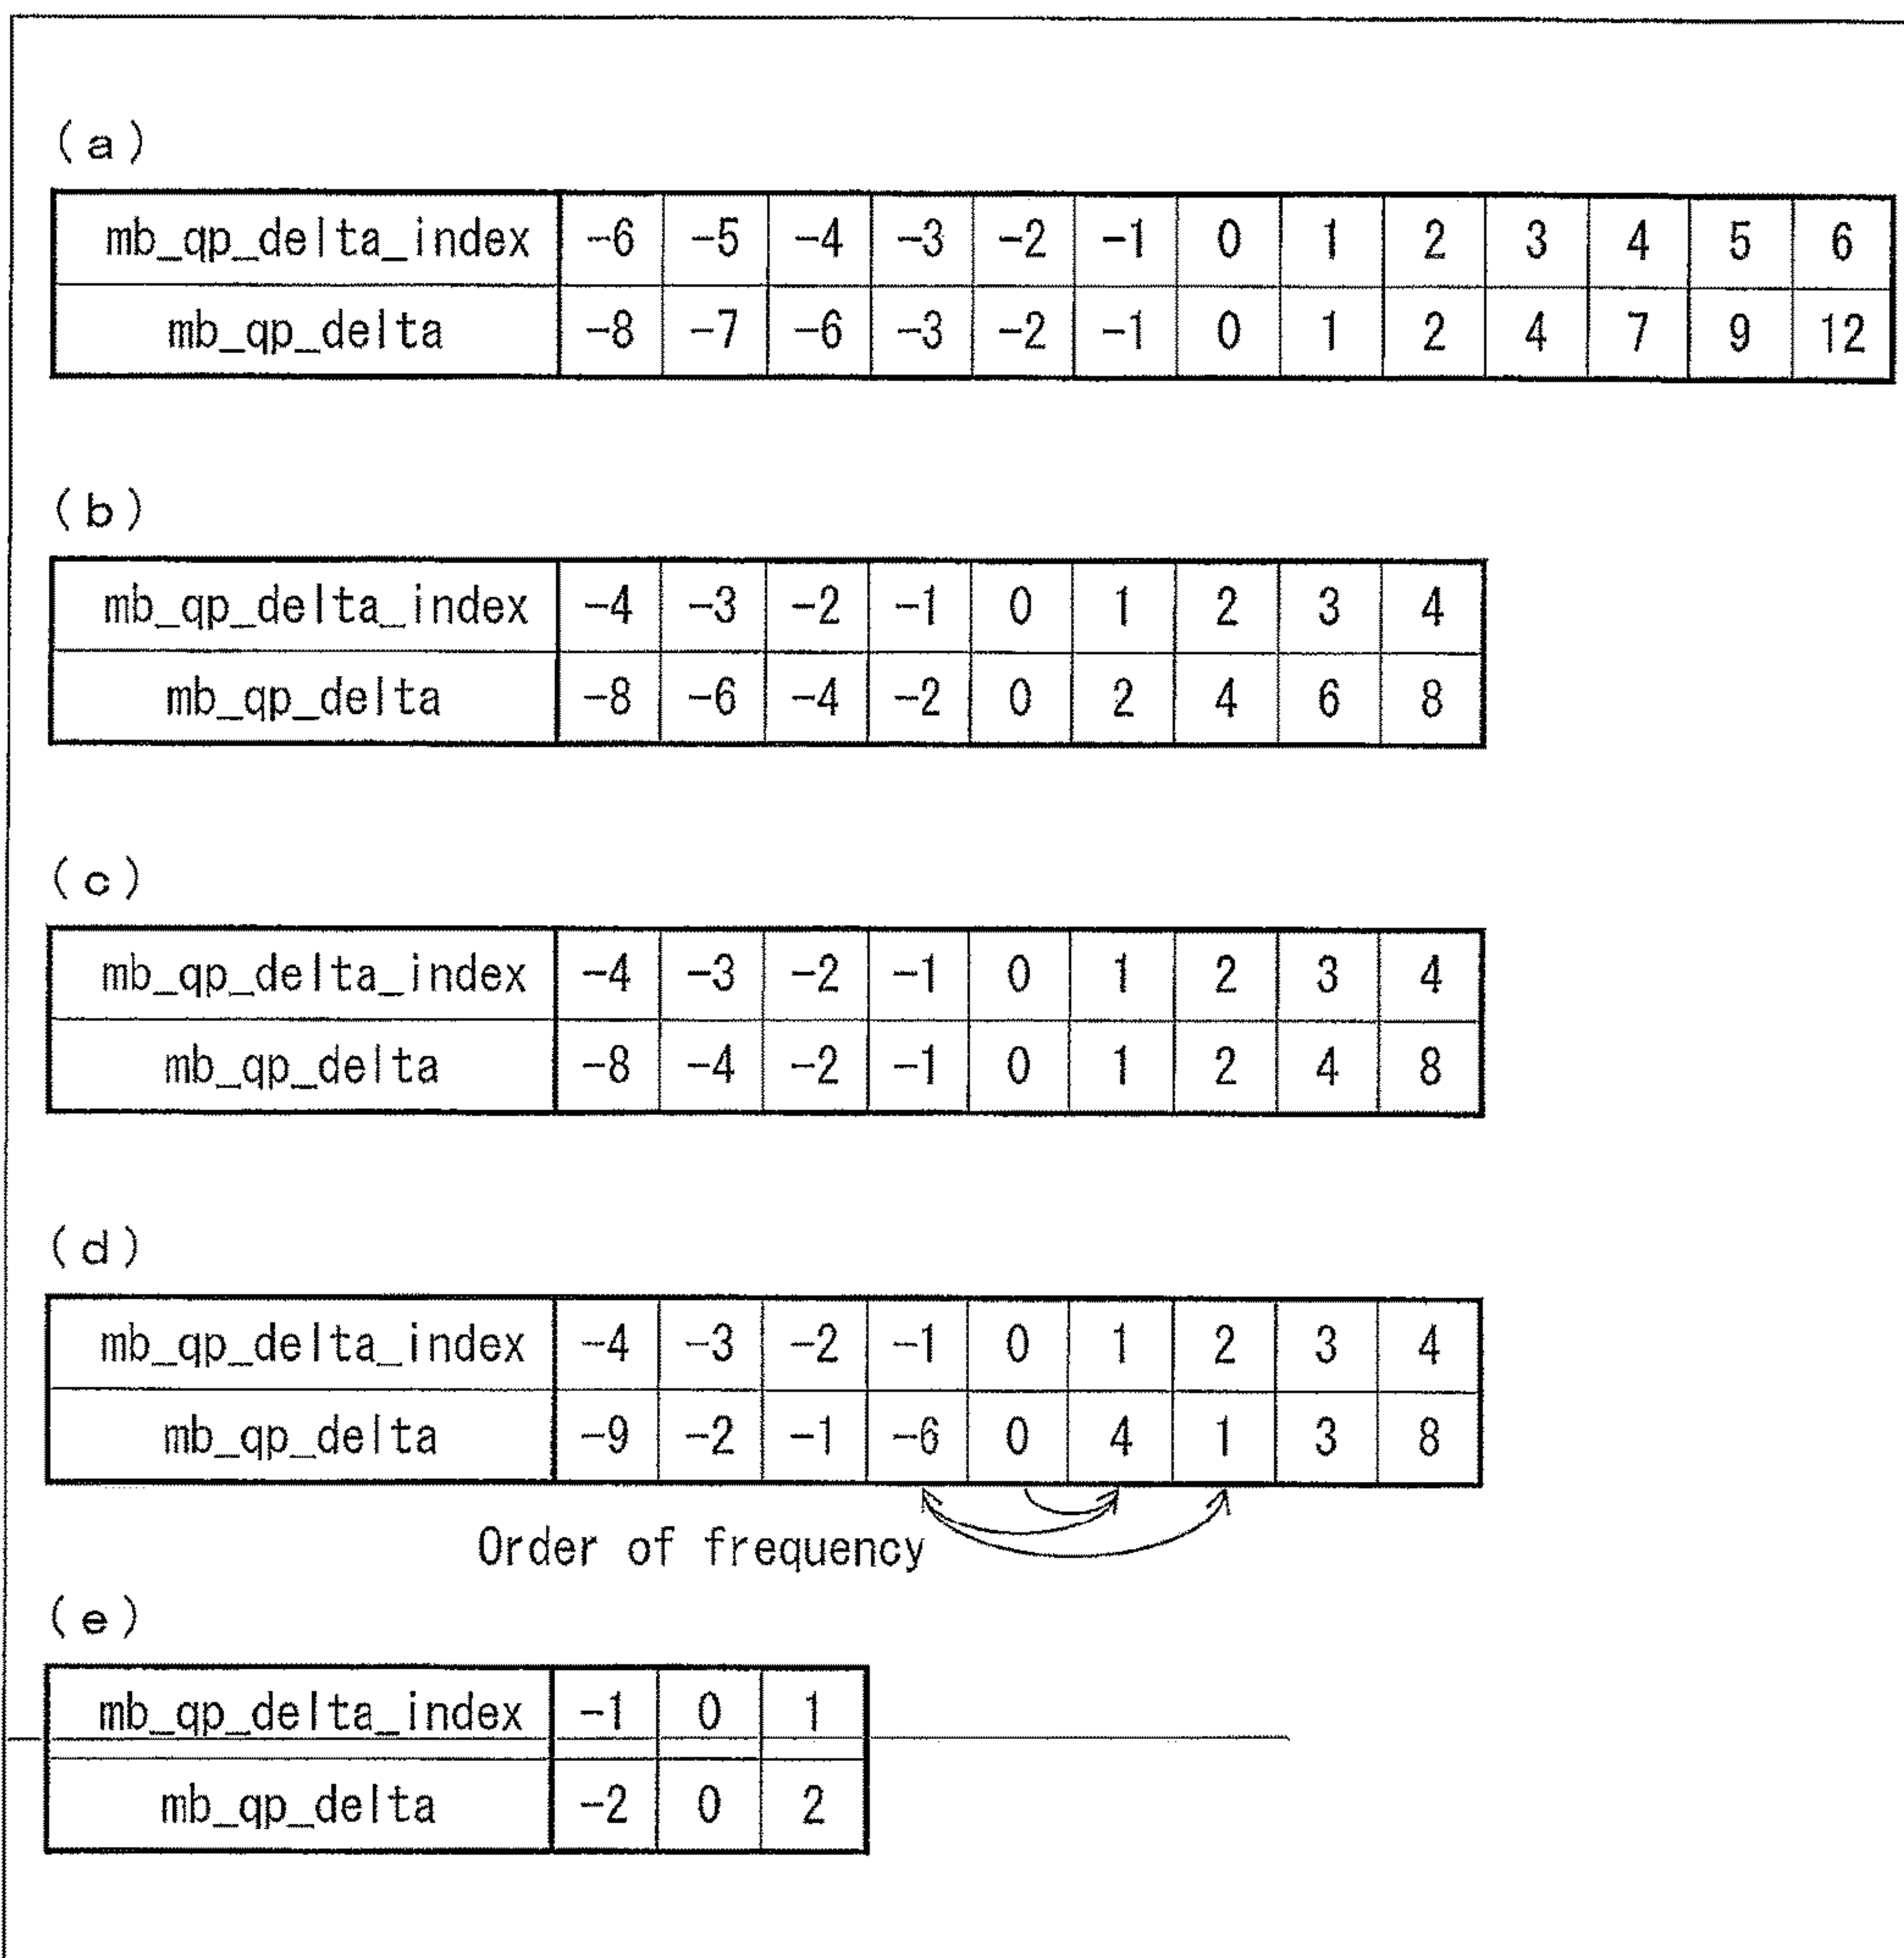 (a)
mb_qp_delta_index -6 -5 -4 -3 -2 -1 0 1 2 3 4 5 6
mb_qp_delta -8 -7 -6 -3 -2 -1 0 1 2 4 7 9 12
(b)
mb_qp_delta_index -4 -3 -2 -1 0 1 2 3 4
mb_qp_delta -8 -6 -4 -2 0 2 4 6 8
(c)
mb_qp_delta_index -4 -3 -2 -1 0 1 2 3 4
mb_qp_delta -8 -4 -2 -1 0 1 2 4 8
(d)
mb_qp_delta_index -4 -3 -2 -1 0 1 2 3 4
mb_qp_delta -9 -2 -1 -6 0 4 1 3 8
Order of frequency
(e)
mb_qp_delta_index -1 0 1
mb_qp_delta -2 0 2